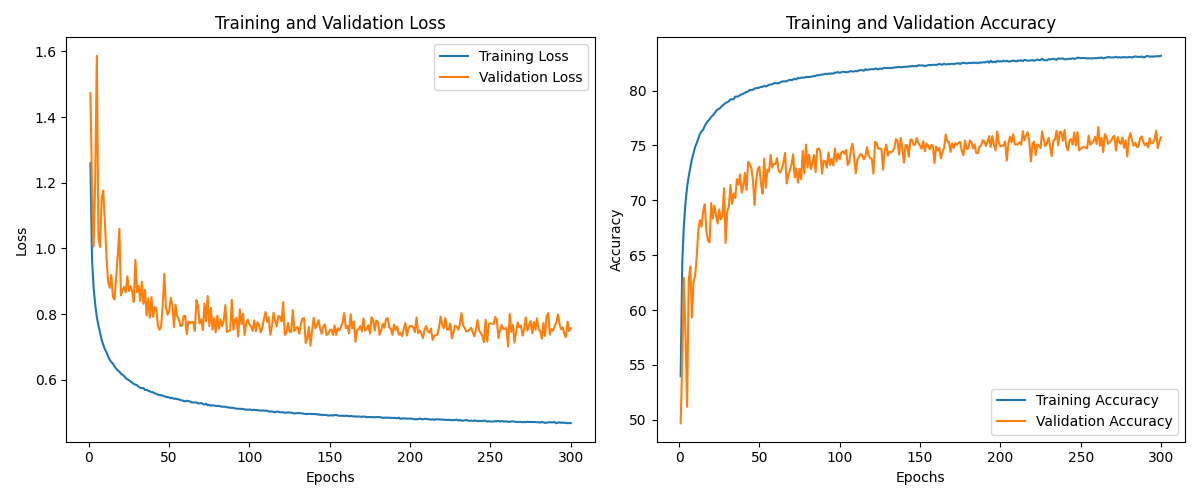 Training and Validation Loss
Loss
1.6
1.4
1.2
1.0
0.8
0.6
Training Loss
Validation Loss
0 50 100 150 200 250 300
Epochs
Training and Validation Accuracy
Accuracy
80
75
70
65
60
55
50
Training Accuracy
Validation Accuracy
0 50 100 150 200 250 300
Epochs